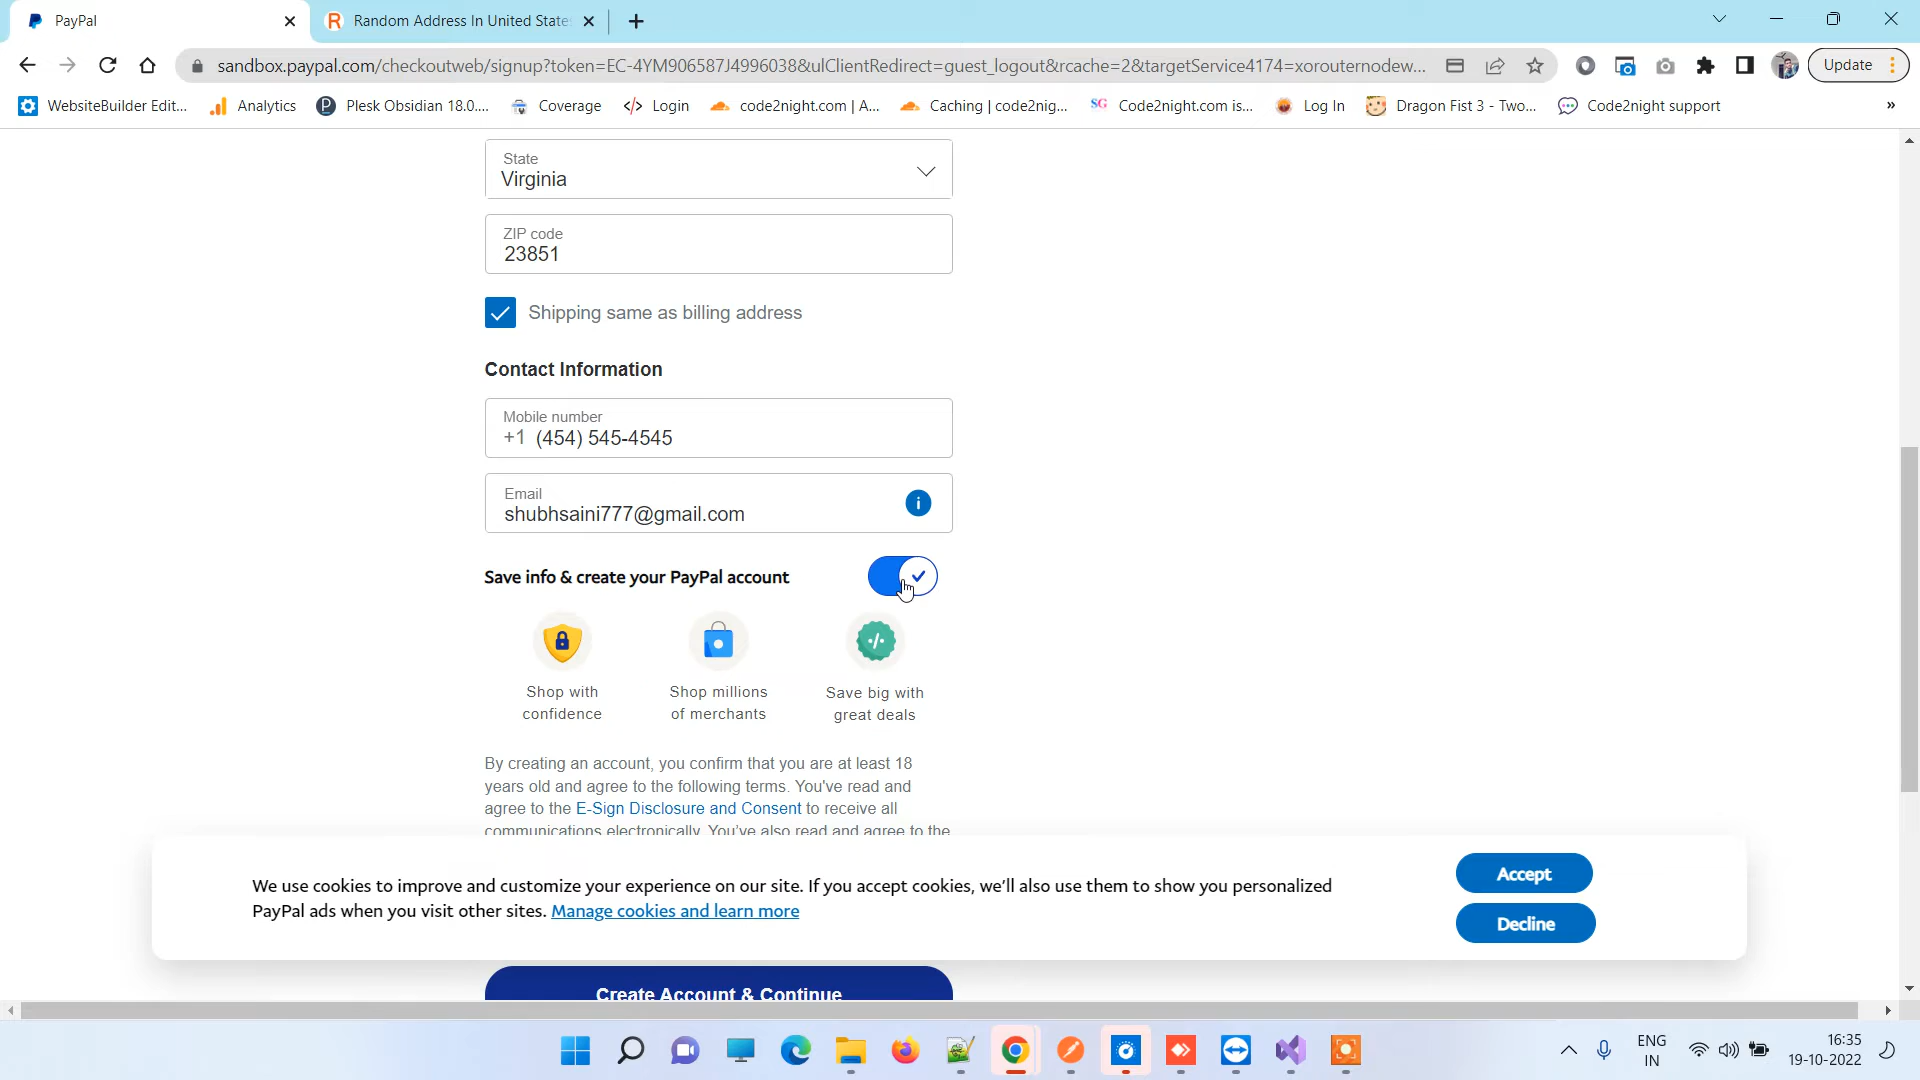 PayPal
Random Address In United State
sandbox.paypal.com/checkoutweb/signup?token=EC-4YM906587J4996038&ulClientRedirect=guest_logout&rcache=2&targetService4174=xorouternodew...
Update
WebsiteBuilder Edit...
Analytics
Plesk Obsidian 18.0....
Coverage
Login
code2night.com | A...
Caching | code2nig...
SG
Code2night.com is...
Log In
Dragon Fist 3 - Two...
Code2night support
»
State
Virginia
ZIP code
23851
Shipping same as billing address
Contact Information
Mobile number
+1 (454) 545-4545
Email
shubhsaini777@gmail.com
Save info & create your PayPal account
Shop with
confidence
Shop millions
of merchants
Save big with
great deals
By creating an account, you confirm that you are at least 18
years old and agree to the following terms. You've read and
agree to the E-Sign Disclosure and Consent to receive all
communications electronically. You've also read and agree to the
We use cookies to improve and customize your experience on our site. If you accept cookies, we'll also use them to show you personalized
PayPal ads when you visit other sites. Manage cookies and learn more
Accept
Decline
Create Account & Continue
ENG
IN
16:35
19-10-2022